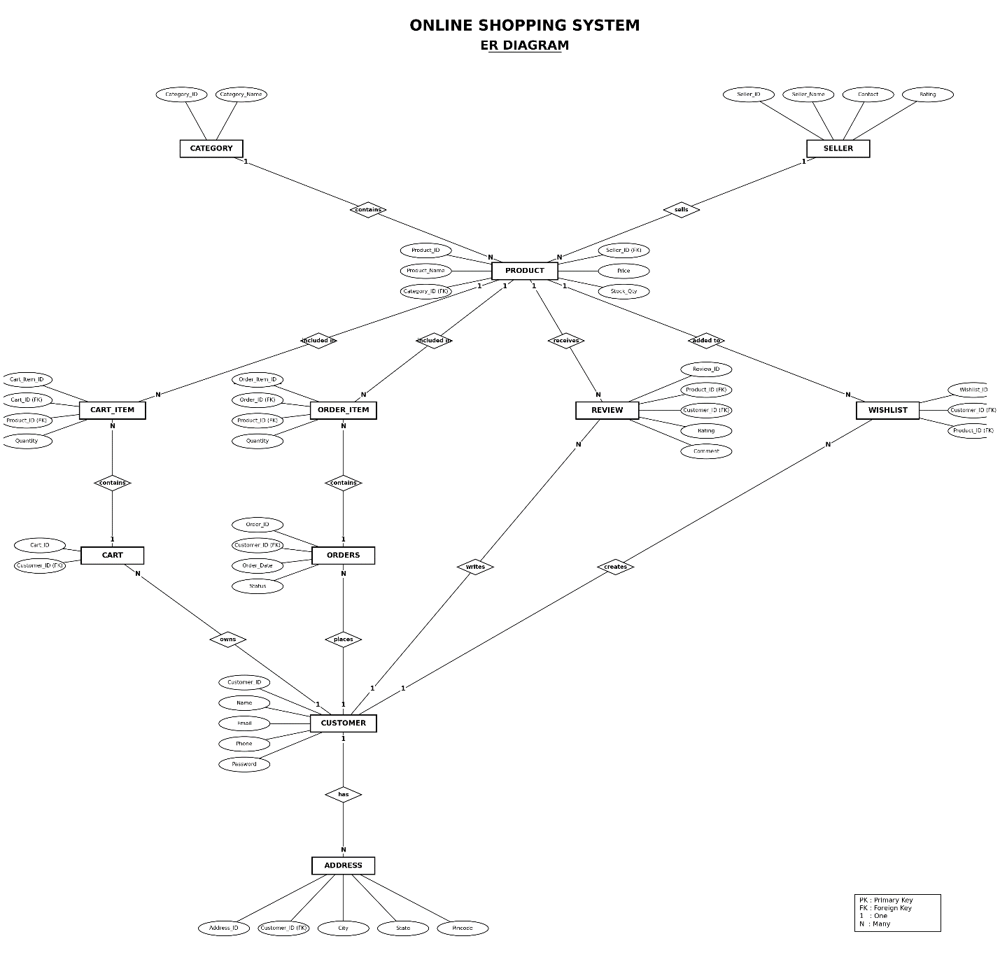 ONLINE SHOPPING SYSTEM
ER DIAGRAM
Category_ID
Category_Name
Seller_ID
Seller_Name
Contact
Rating
CATEGORY
SELLER
1
1
contains
sells
N
N
Product_ID
Seller_ID (FK)
Product_Name
PRODUCT
Price
Category_ID (FK)
1
1
1
1
Stock_Qty
included in
included in
receives
added to
Review_ID
Cart_Item_ID
Order_Item_ID
Product_ID (FK)
Wishlist_ID
N
N
N
N
Cart_ID (FK)
Order_ID (FK)
CART_ITEM
ORDER_ITEM
REVIEW
Customer_ID (FK)
WISHLIST
Customer_ID (FK)
Product_ID (FK)
Product_ID (FK)
N
N
Rating
Product_ID (FK)
Quantity
Quantity
N
N
Comment
contains
contains
Order_ID
1
1
Cart_ID
Customer_ID (FK)
CART
ORDERS
Customer_ID (FK)
Order_Date
writes
creates
N
N
Status
owns
places
Customer_ID
1
1
Name
1
1
Email
CUSTOMER
1
Phone
Password
has
N
ADDRESS
Address_ID
Customer_ID (FK)
City
State
Pincode
PK : Primary Key
FK : Foreign Key
1 : One
N : Many